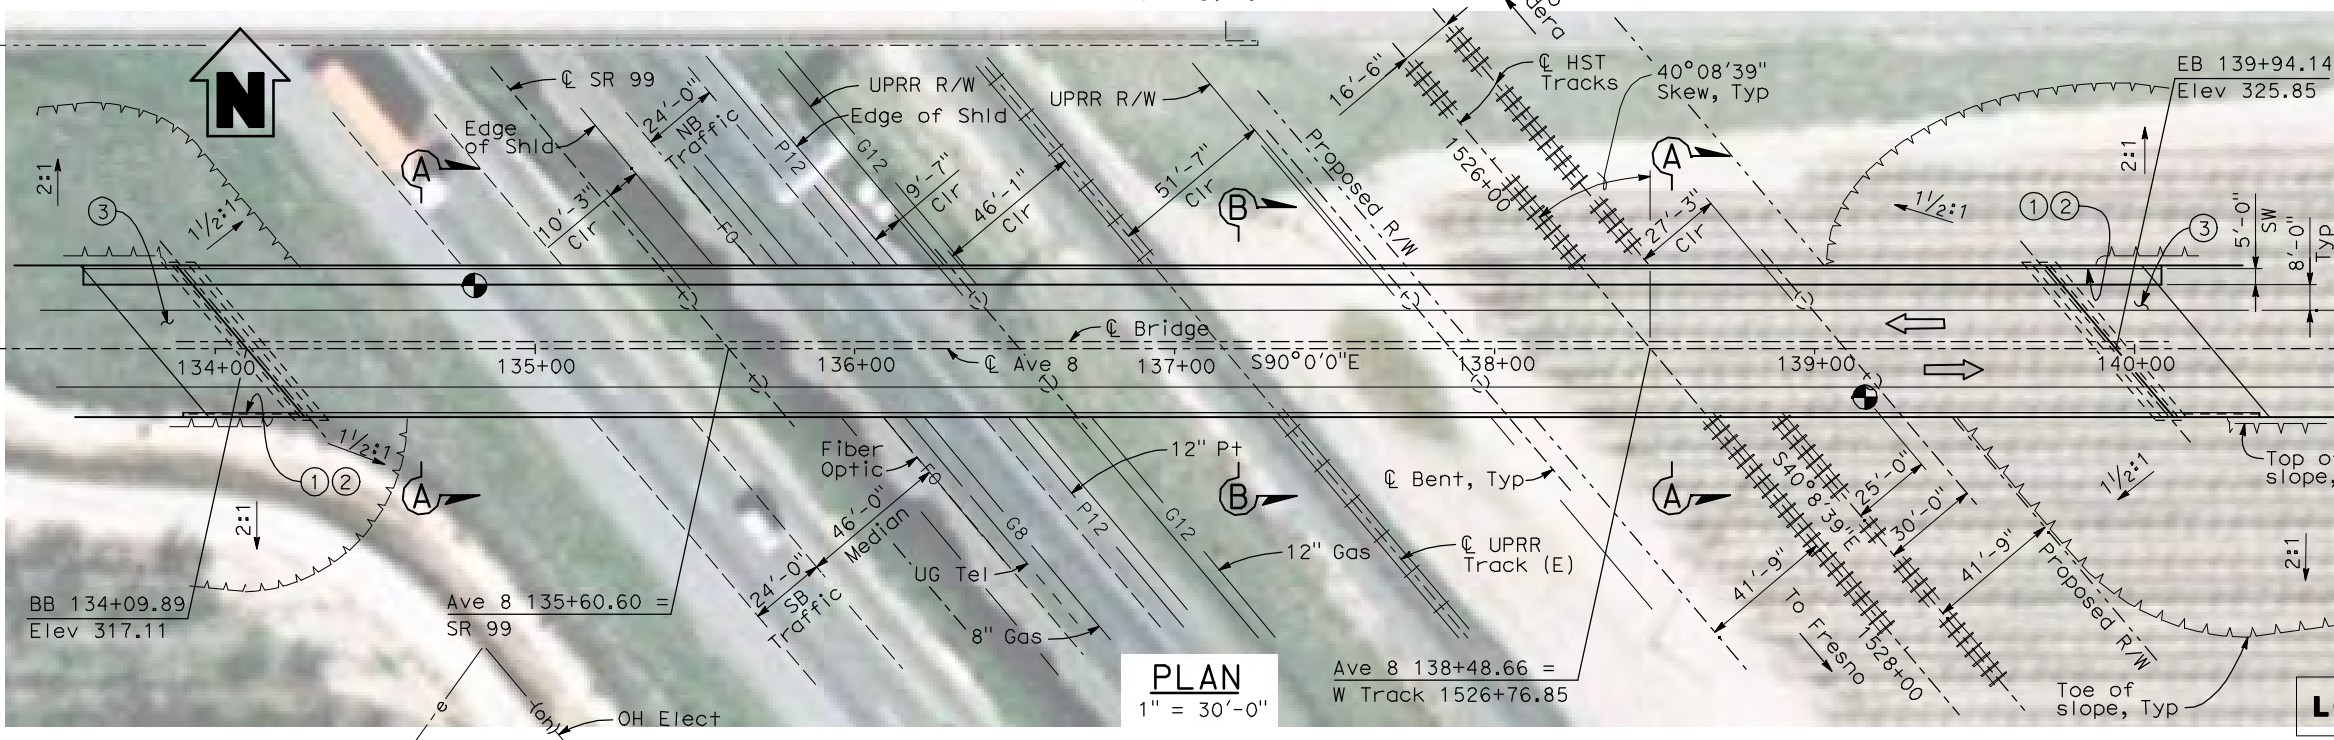 N
℄ SR 99
24'-0"
NB
Traffic
UPRR R/W
Edge of Shld
UPRR R/W
16'-6"
℄ HST
Tracks
40°08'39"
Skew, Typ
EB 139+94.14
Elev 325.85
Edge
of Shld
P12
G12
Proposed R/W
1526+00
A
A
2:1
2:1
3
1½:1
10'-3"
Clr
FO
9'-7"
Clr
46'-1"
Clr
51'-7"
Clr
B
27'-3"
Clr
1½:1
1 2
3
5'-0"
SW
8'-0"
Typ
℄ Bridge
134+00
135+00
136+00
℄ Ave 8
137+00
S90°0'0"E
138+00
139+00
140+00
1½:1
1 2
A
2:1
Fiber
Optic
FO
46'-0"
Median
24'-0"
SB
Traffic
UG Tel
8" Gas
G8
12" Pt
P12
G12
12" Gas
B
℄ Bent, Typ
℄ UPRR
Track (E)
A
S40°8'39"E
25'-0"
30'-0"
41'-9"
41'-9"
To Fresno
1528+00
Proposed R/W
1½:1
Top of
slope,
2:1
BB 134+09.89
Elev 317.11
Ave 8 135+60.60 =
SR 99
e
(oh)
OH Elect
PLAN
1" = 30'-0"
Ave 8 138+48.66 =
W Track 1526+76.85
Toe of
slope, Typ